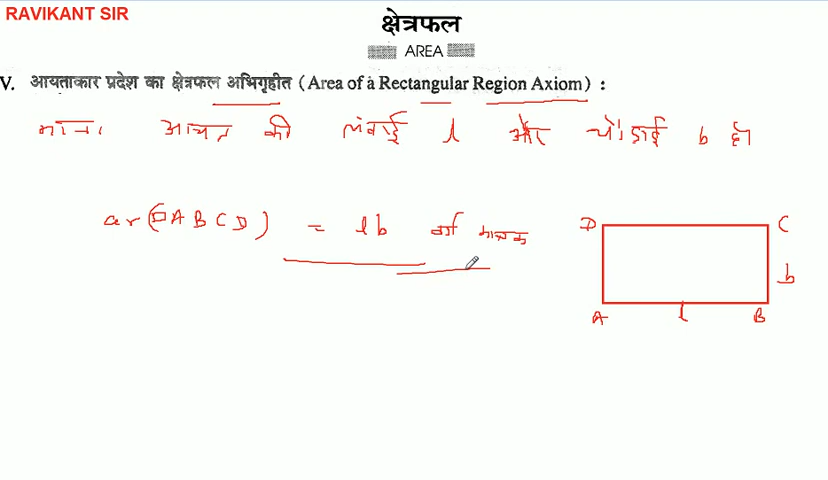 RAVIKANT SIR
क्षेत्रफल
AREA
V. आयताकार प्रदेश का क्षेत्रफल अभिगृहीत (Area of a Rectangular Region Axiom) :
माना आयत की लंबाई l और चौड़ाई b हो
ar(□ABCD) = lb वर्ग मात्रक
D C
b
A l B